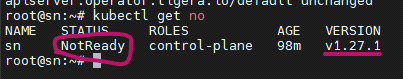 apiserver.operator.tigera.io/default unchanged
root@sn:~# kubectl get no
NAME STATUS ROLES AGE VERSION
sn NotReady control-plane 98m v1.27.1
root@sn:~#